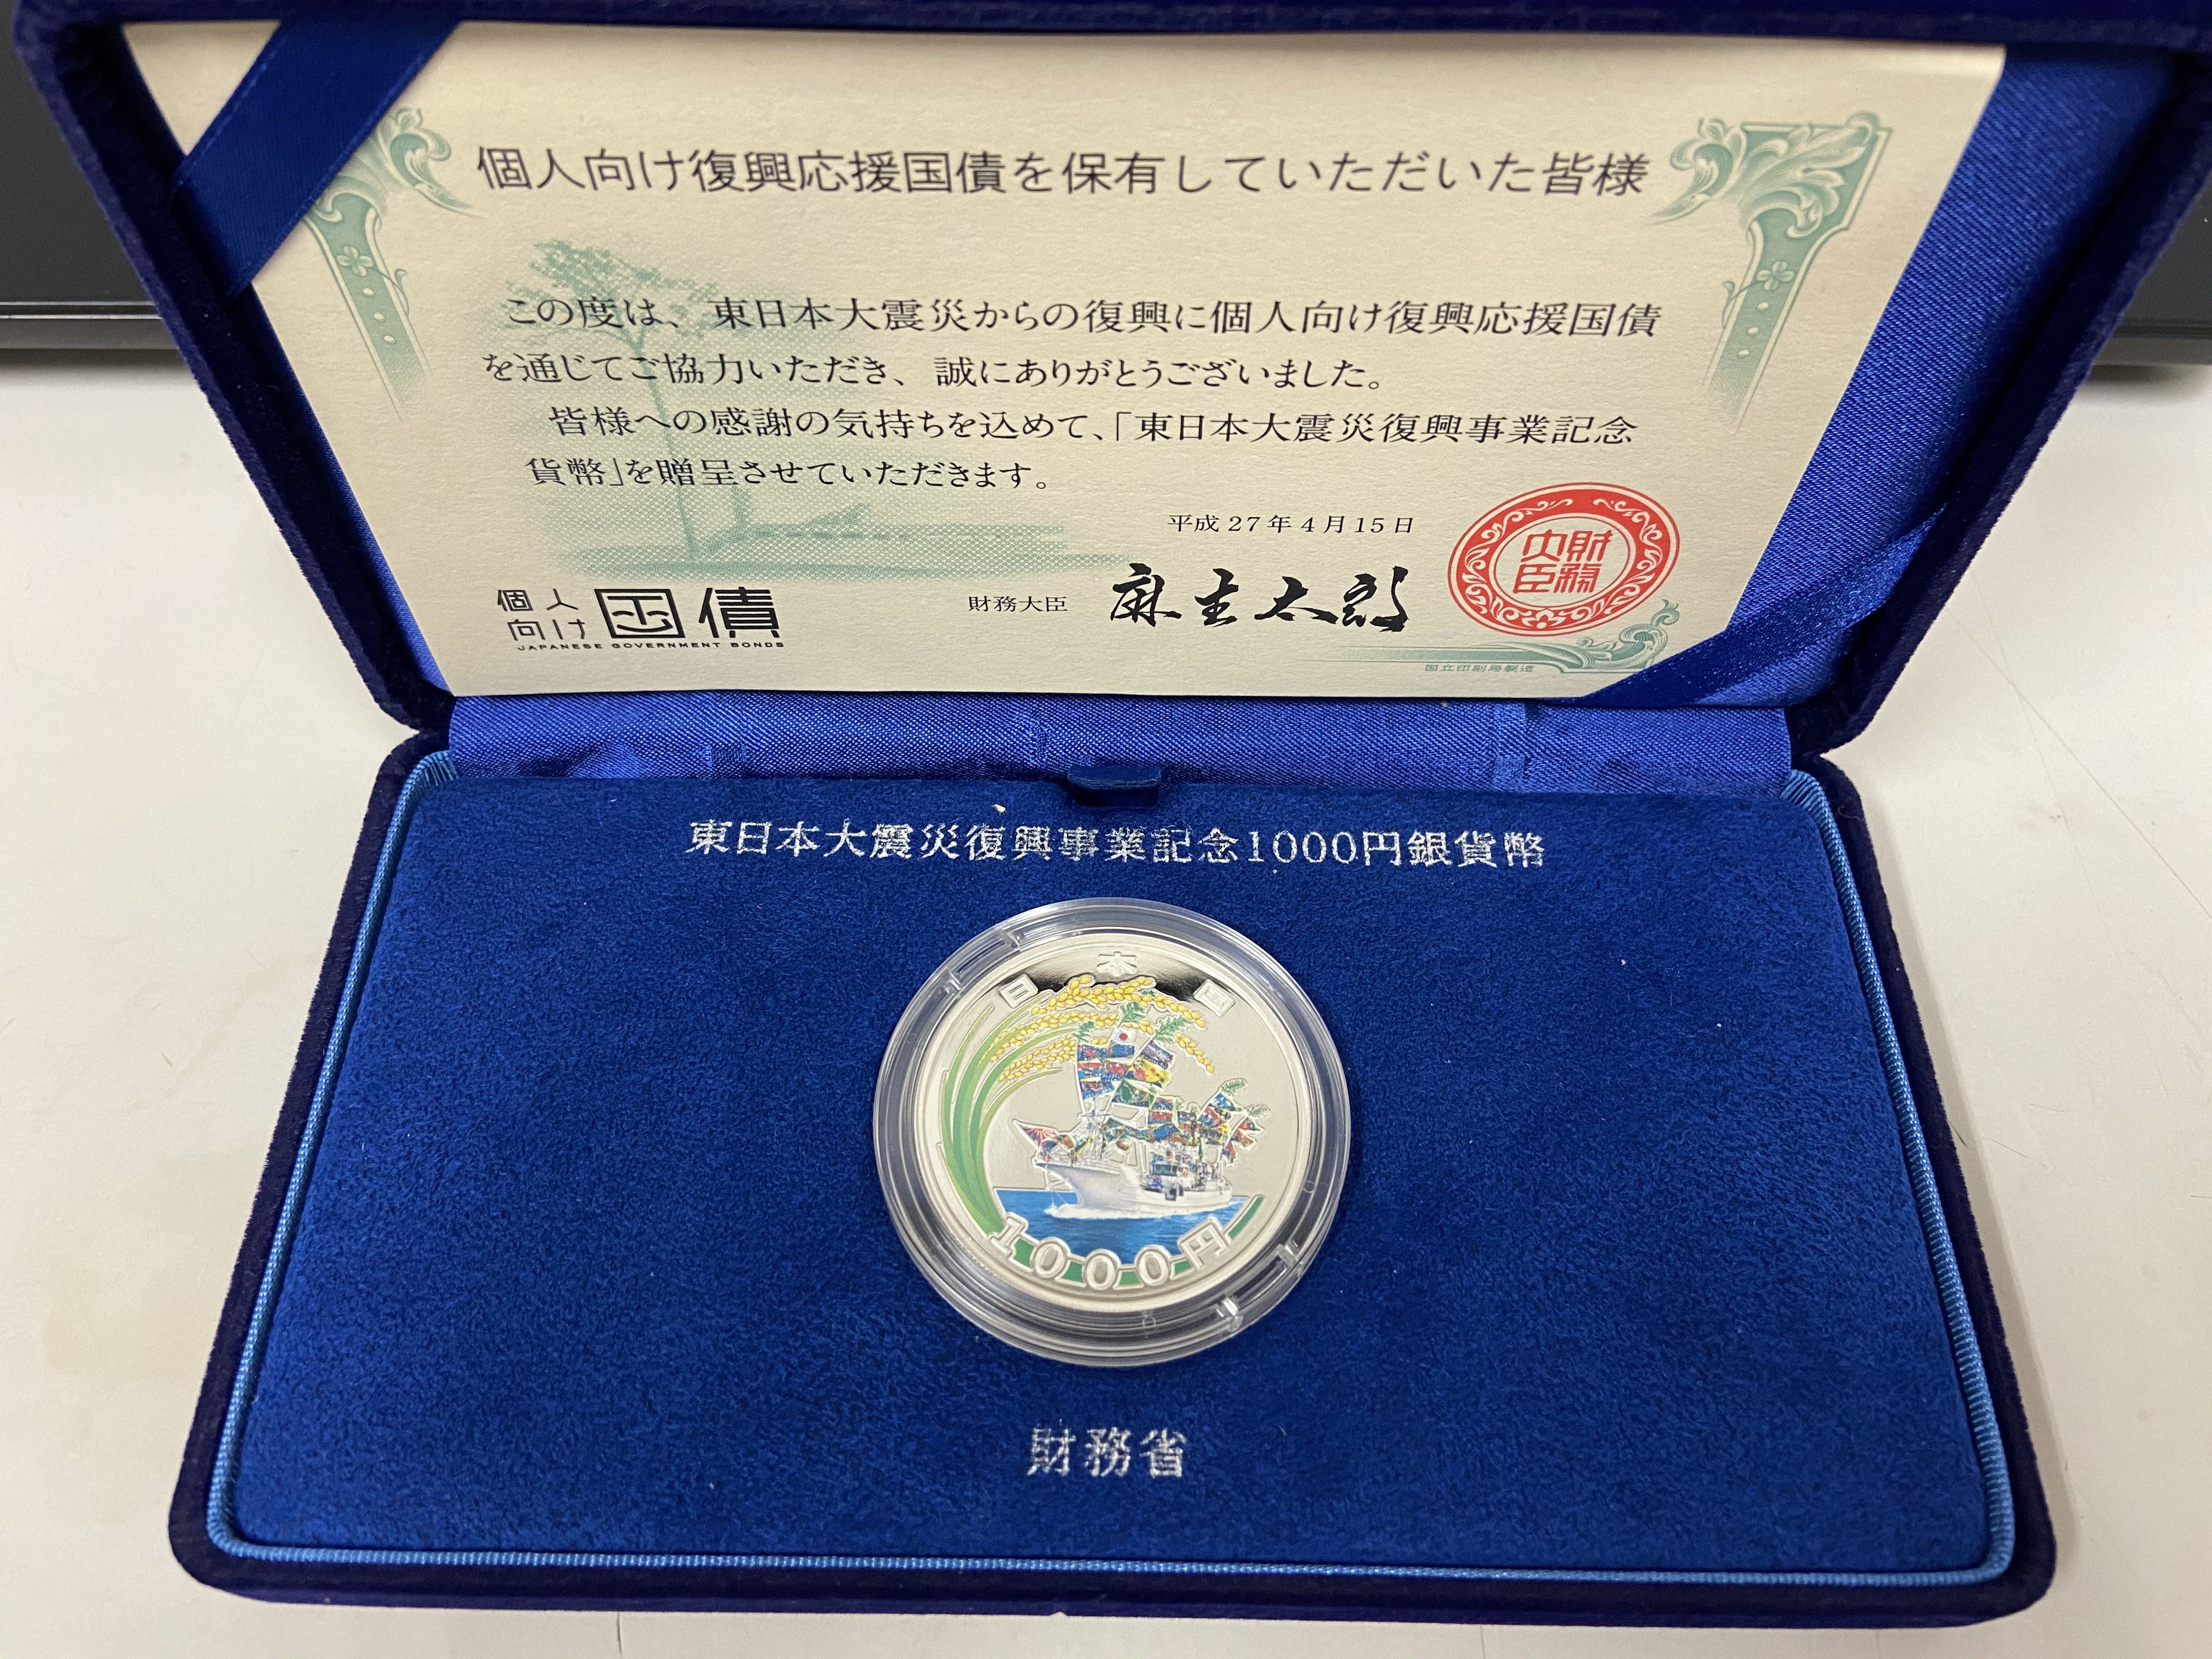 個人向け復興応援国債を保有していただいた皆様
この度は、東日本大震災からの復興に個人向け復興応援国債
を通じてご協力いただき、誠にありがとうございました。
皆様への感謝の気持ちを込めて、「東日本大震災復興事業記念
貨幣」を贈呈させていただきます。
平成27年4月15日
財務大臣 麻生太郎
財務
大臣
個人
向け 国債
JAPANESE GOVERNMENT BONDS
国立印刷局製造
東日本大震災復興事業記念1000円銀貨幣
日本国
1000円
財務省